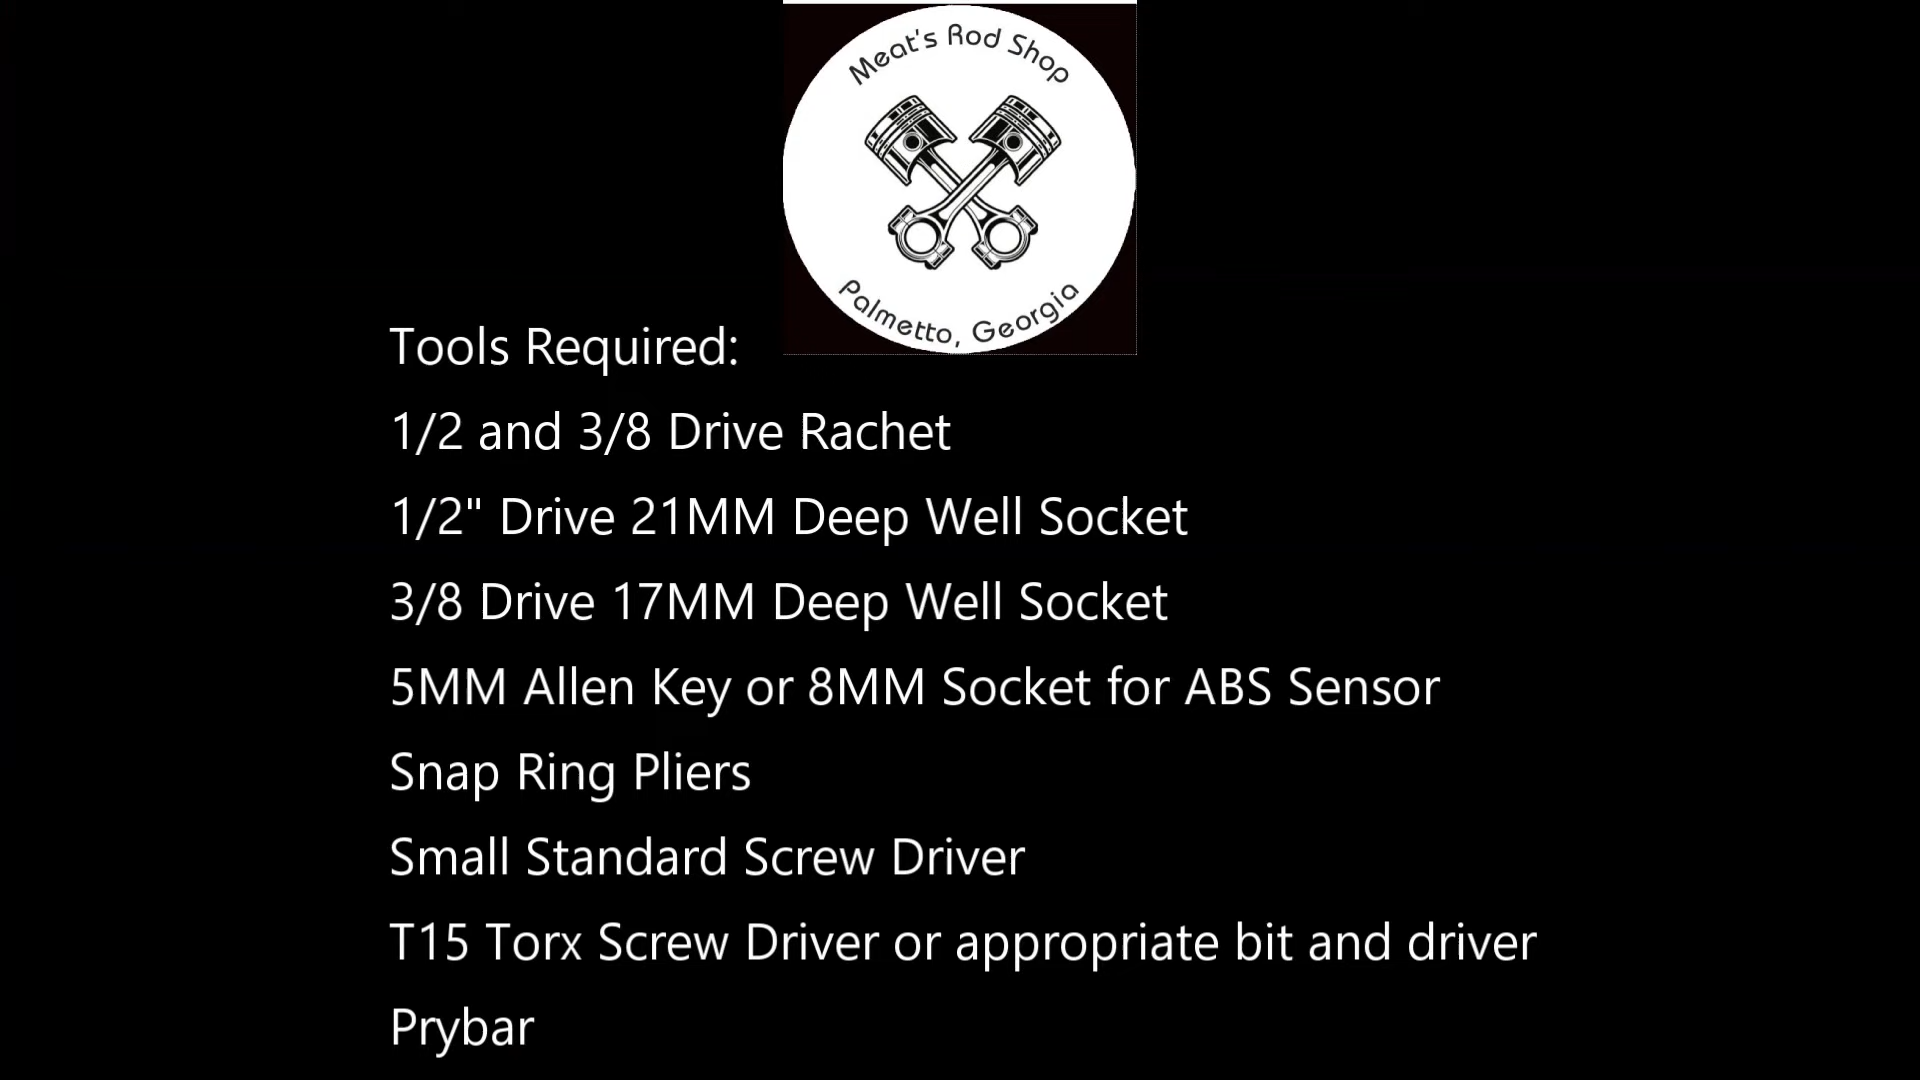 Meat's Rod Shop
Palmetto, Georgia
Tools Required:
1/2 and 3/8 Drive Rachet
1/2" Drive 21MM Deep Well Socket
3/8 Drive 17MM Deep Well Socket
5MM Allen Key or 8MM Socket for ABS Sensor
Snap Ring Pliers
Small Standard Screw Driver
T15 Torx Screw Driver or appropriate bit and driver
Prybar